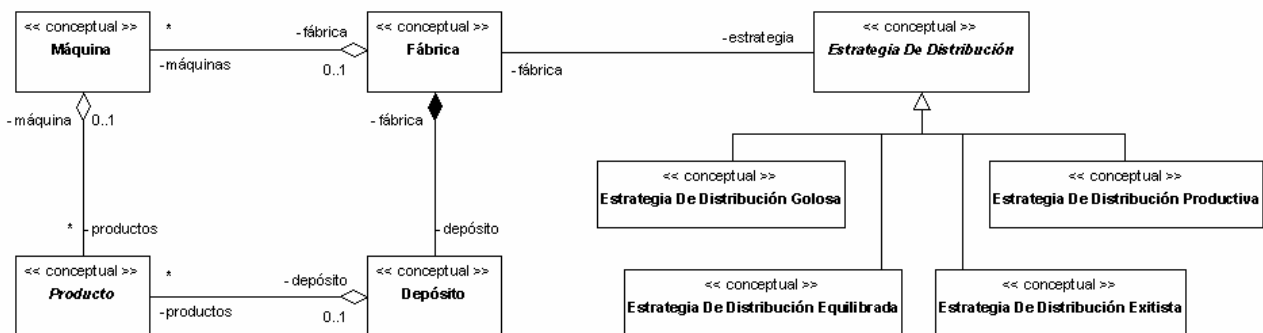 << conceptual >>
Máquina
*
-máquinas
-fábrica
0..1
<< conceptual >>
Fábrica
-estrategia
-fábrica
<< conceptual >>
Estrategia De Distribución
-máquina
0..1
-fábrica
<< conceptual >>
Estrategia De Distribución Golosa
<< conceptual >>
Estrategia De Distribución Productiva
*
-productos
-depósito
<< conceptual >>
Producto
*
-productos
-depósito
0..1
<< conceptual >>
Depósito
<< conceptual >>
Estrategia De Distribución Equilibrada
<< conceptual >>
Estrategia De Distribución Exitista